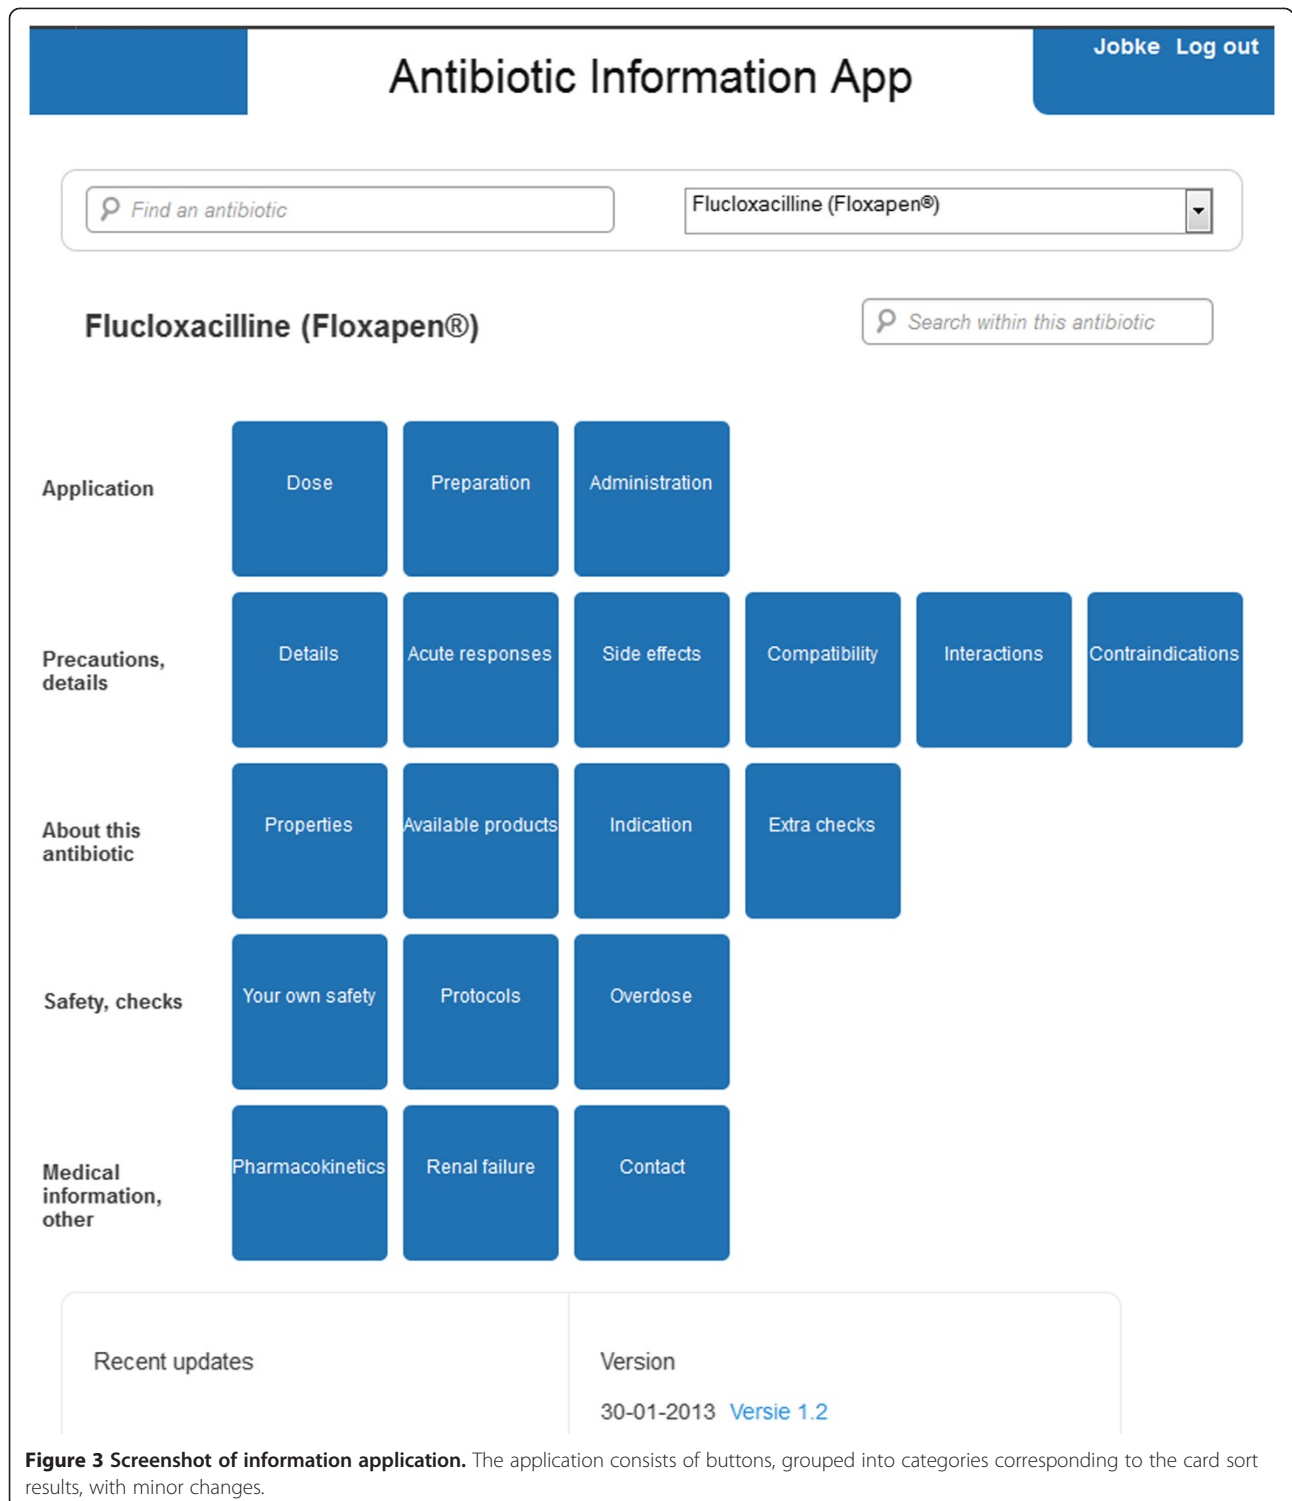 Antibiotic Information App
Jobke Log out
Find an antibiotic
Flucloxacilline (Floxapen®)
Flucloxacilline (Floxapen®)
Search within this antibiotic
Application
Dose
Preparation
Administration
Precautions,
details
Details
Acute responses
Side effects
Compatibility
Interactions
Contraindications
About this
antibiotic
Properties
Available products
Indication
Extra checks
Safety, checks
Your own safety
Protocols
Overdose
Medical
information,
other
Pharmacokinetics
Renal failure
Contact
Recent updates
Version
30-01-2013 Versie 1.2
Figure 3 Screenshot of information application. The application consists of buttons, grouped into categories corresponding to the card sort
results, with minor changes.